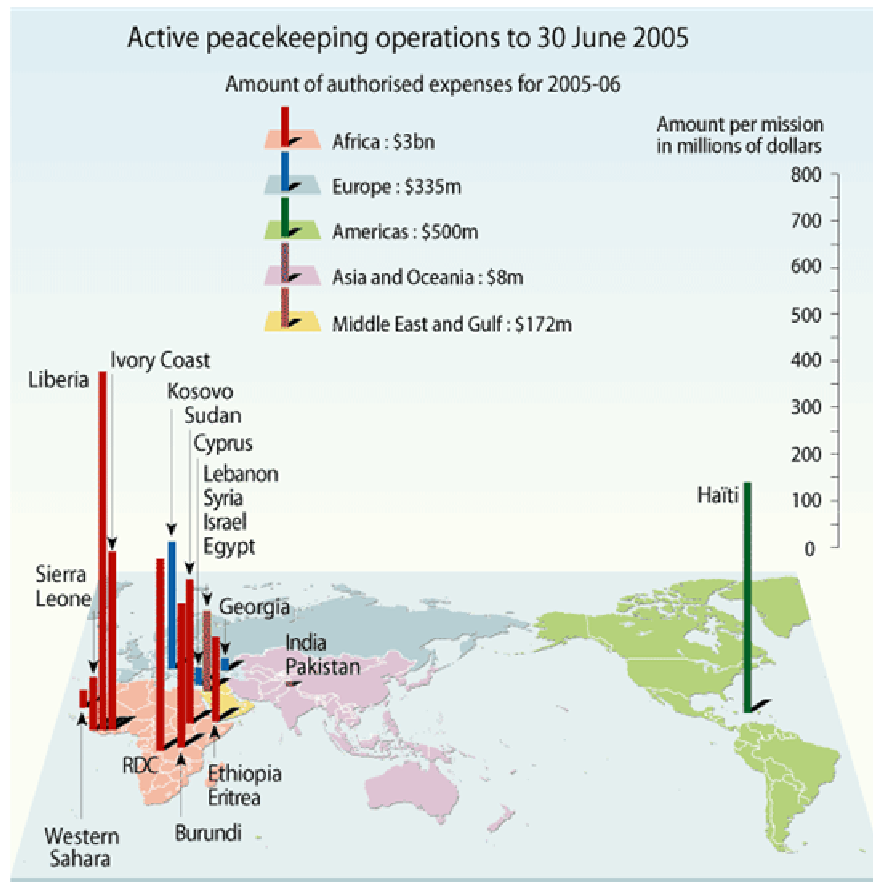 Active peacekeeping operations to 30 June 2005
Amount of authorised expenses for 2005-06
Africa : $3bn
Europe : $335m
Americas : $500m
Asia and Oceania : $8m
Middle East and Gulf : $172m
Amount per mission
in millions of dollars
800
700
600
500
400
300
200
100
0
Liberia
Ivory Coast
Kosovo
Sudan
Cyprus
Lebanon
Syria
Israel
Egypt
Sierra
Leone
Georgia
India
Pakistan
Haïti
RDC
Ethiopia
Eritrea
Burundi
Western
Sahara